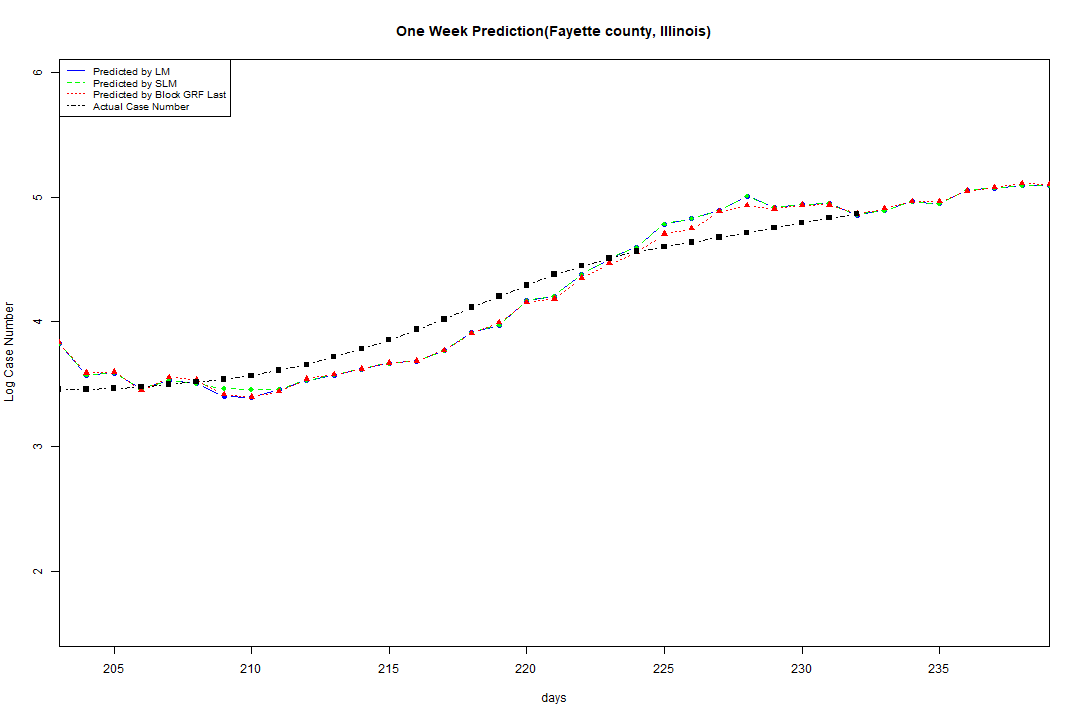 One Week Prediction(Fayette county, Illinois)
Predicted by LM
Predicted by SLM
Predicted by Block GRF Last
Actual Case Number
6
5
4
3
2
Log Case Number
205 210 215 220 225 230 235
days